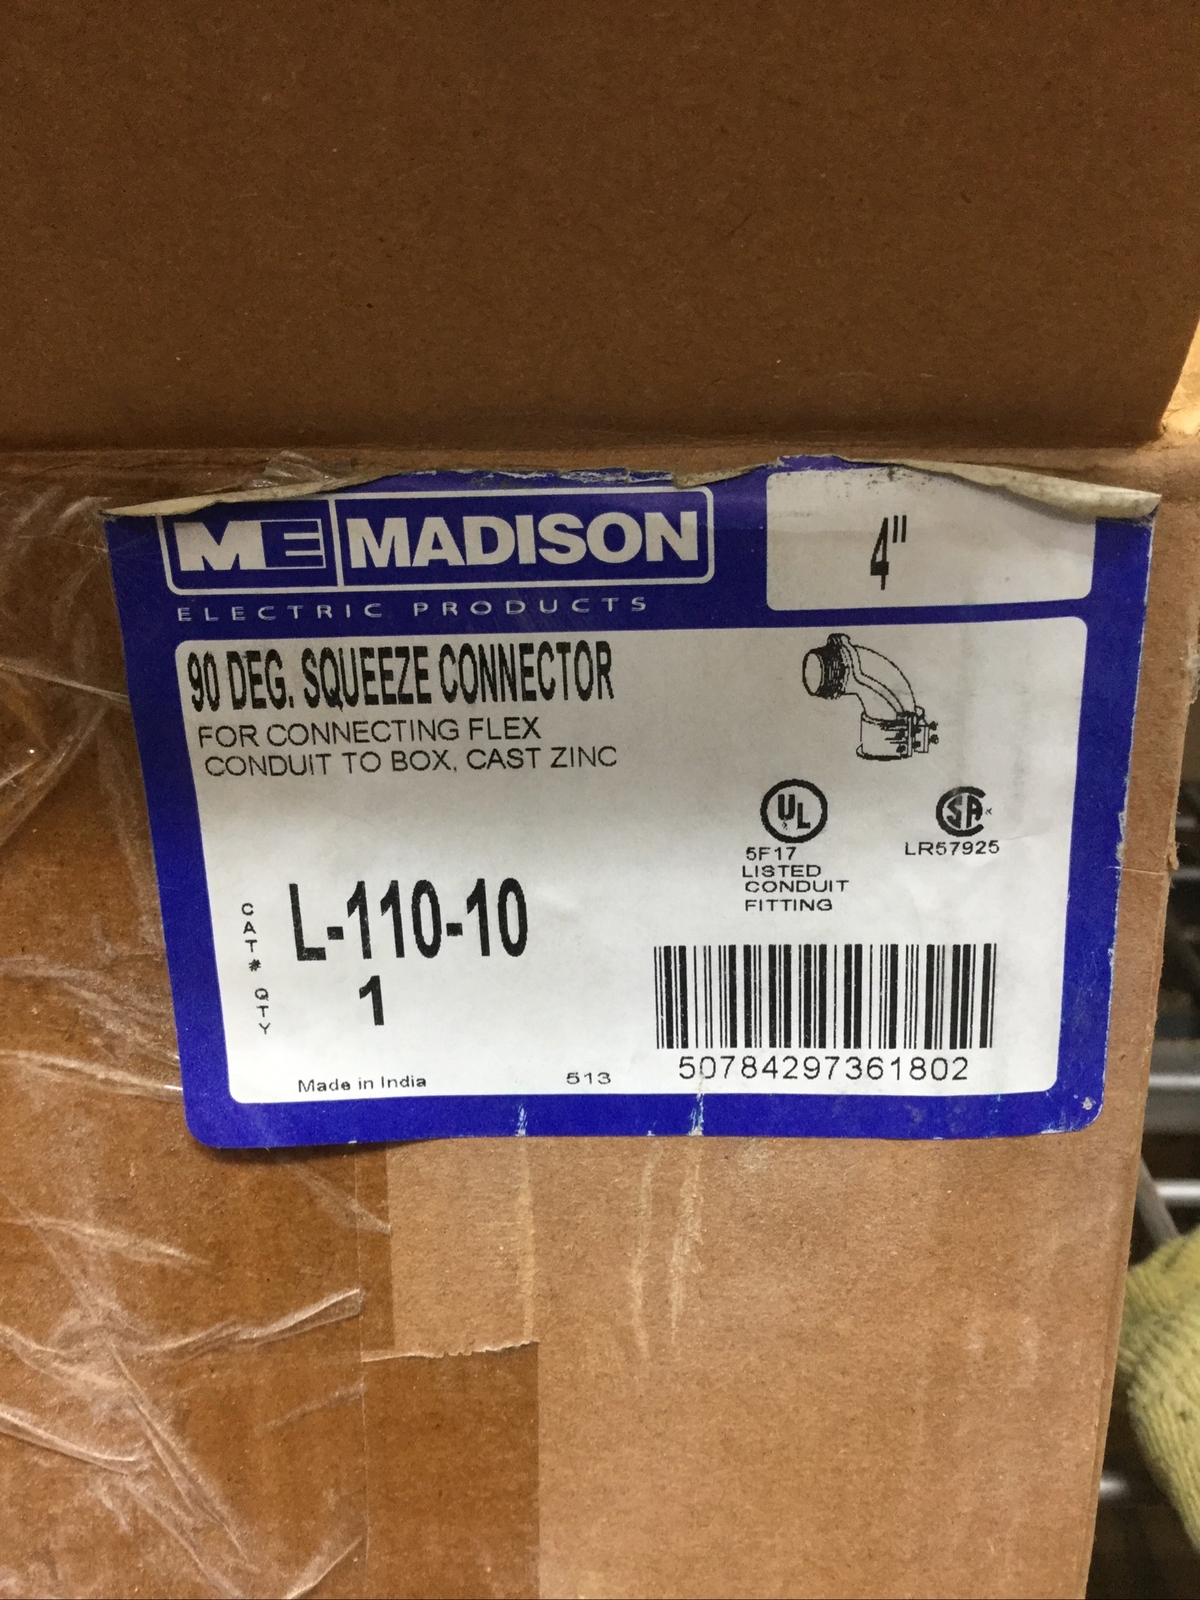 ME MADISON
ELECTRIC PRODUCTS
4"
90 DEG. SQUEEZE CONNECTOR
FOR CONNECTING FLEX
CONDUIT TO BOX, CAST ZINC
UL
5F17
LISTED
CONDUIT
FITTING
SA
LR57925
CAT# L-110-10
QTY 1
Made in India
513
50784297361802